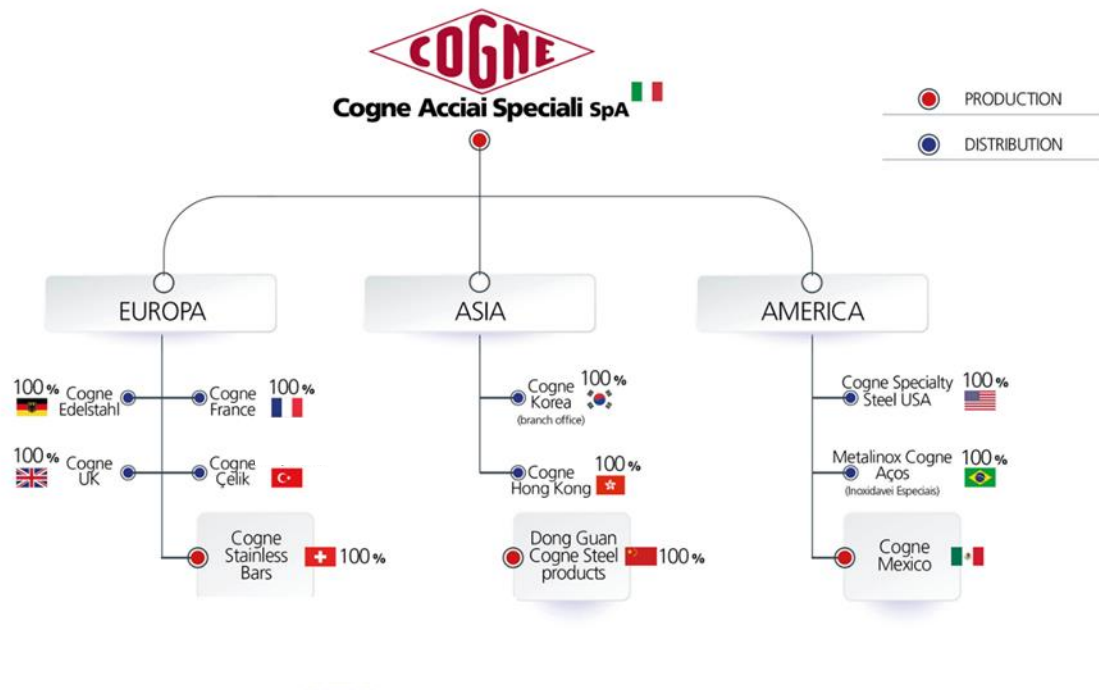 COGNE
Cogne Acciai Speciali SpA
PRODUCTION
DISTRIBUTION
EUROPA
ASIA
AMERICA
100 %
Cogne
Edelstahl
Cogne
France
100 %
100 %
Cogne
UK
Cogne
Çelik
Cogne
Stainless
Bars
100 %
Cogne
Korea
(branch office)
100 %
Cogne
Hong Kong
100 %
Dong Guan
Cogne Steel
products
100 %
Cogne Specialty
Steel USA
100 %
Metalinox Cogne
Aços
(Inoxidavei Especiais)
100 %
Cogne
Mexico